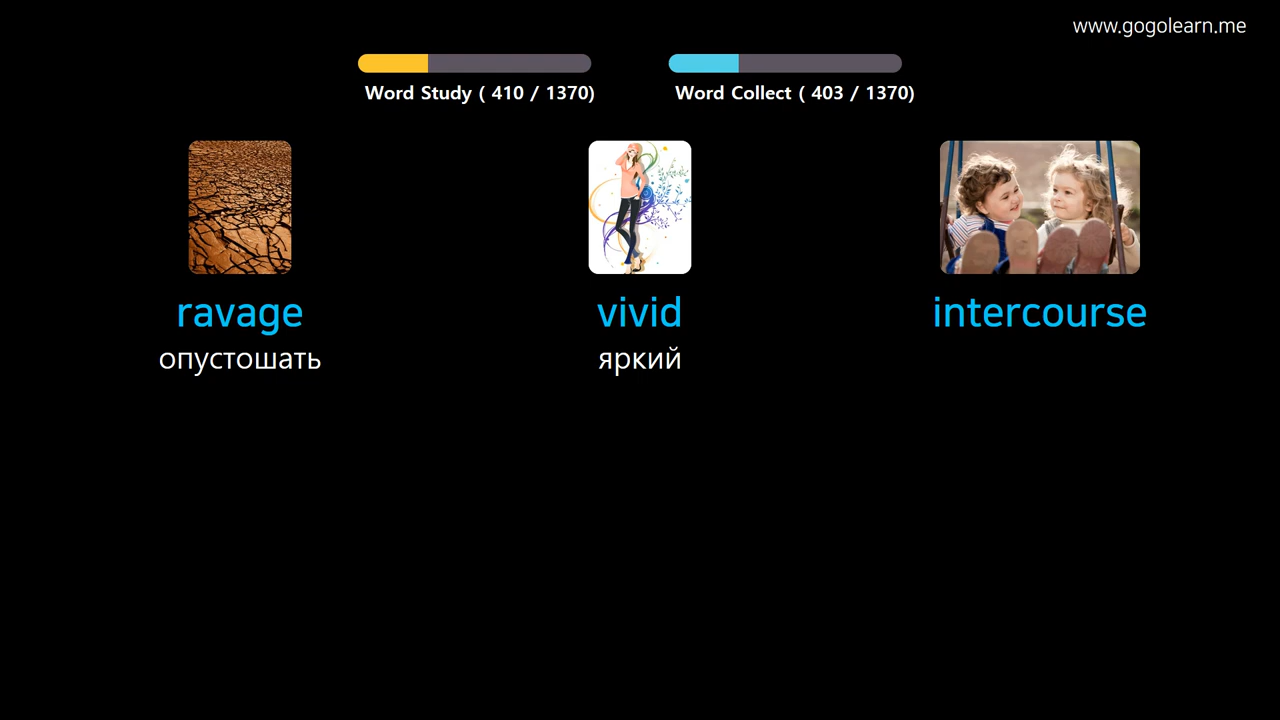 www.gogolearn.me
Word Study ( 410 / 1370)
Word Collect ( 403 / 1370)
ravage
vivid
intercourse
опустошать
яркий